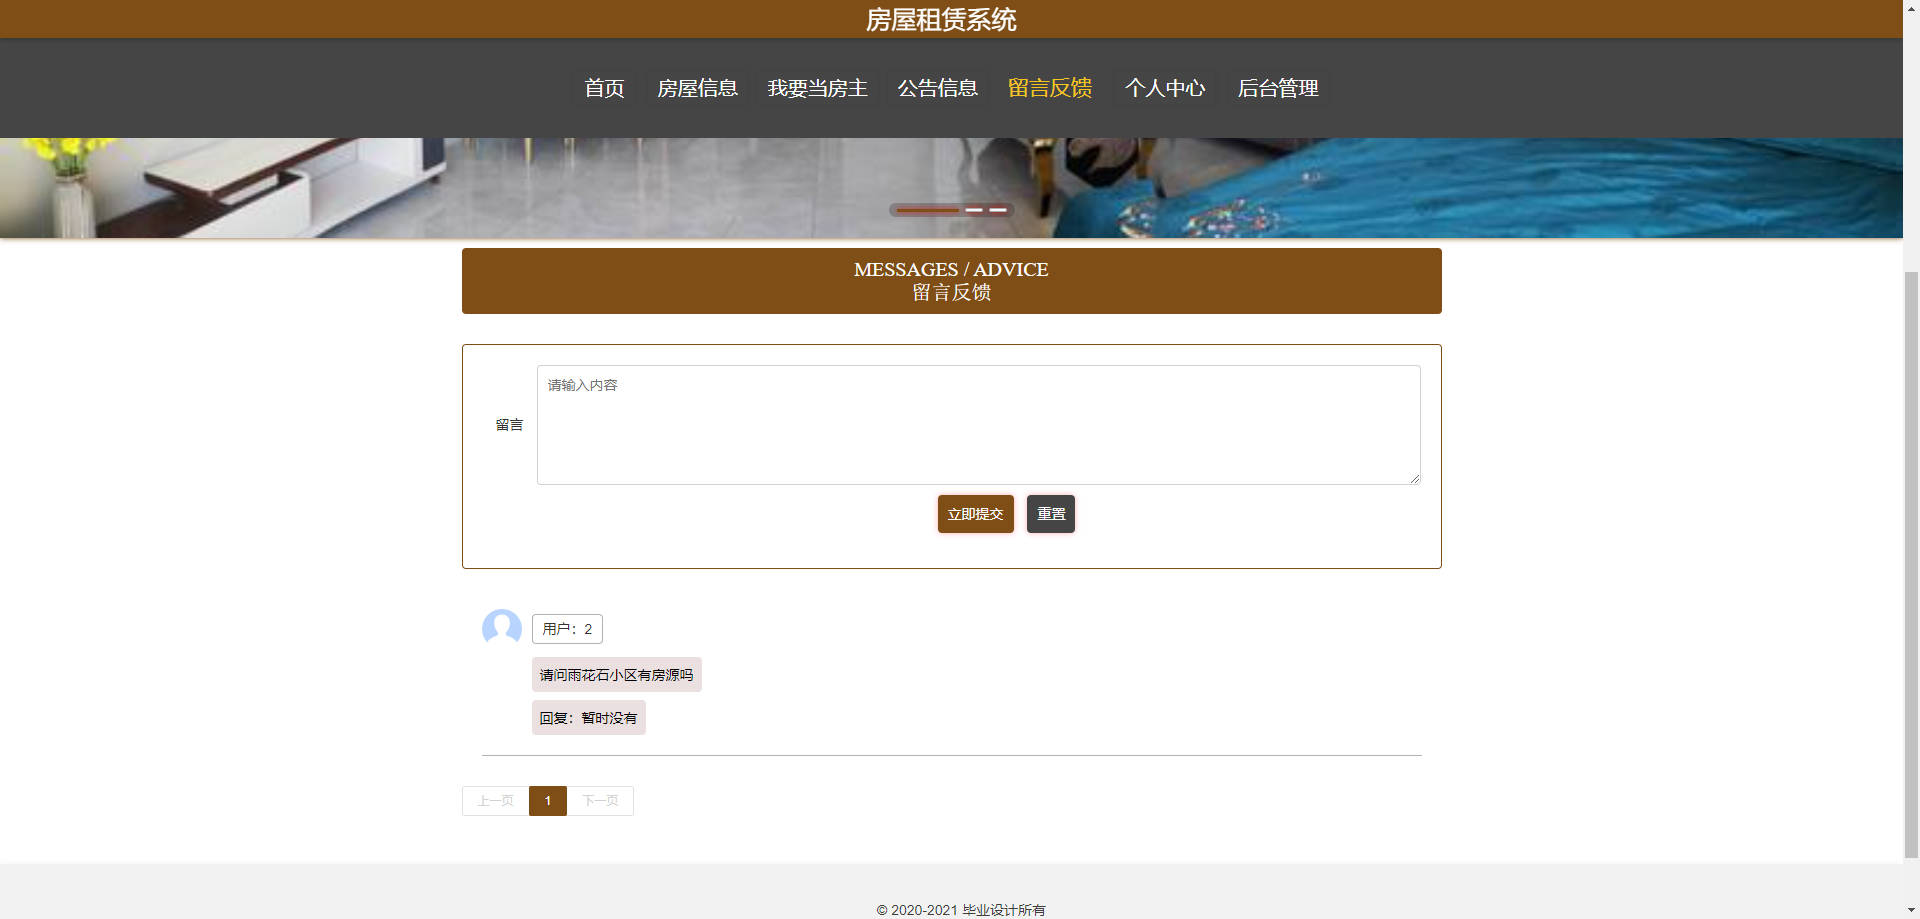 房屋租赁系统
首页 房屋信息 我要当房主 公告信息 留言反馈 个人中心 后台管理
MESSAGES / ADVICE
留言反馈
请输入内容
留言
立即提交 重置
用户：2
请问雨花石小区有房源吗
回复：暂时没有
上一页 1 下一页
© 2020-2021 毕业设计所有